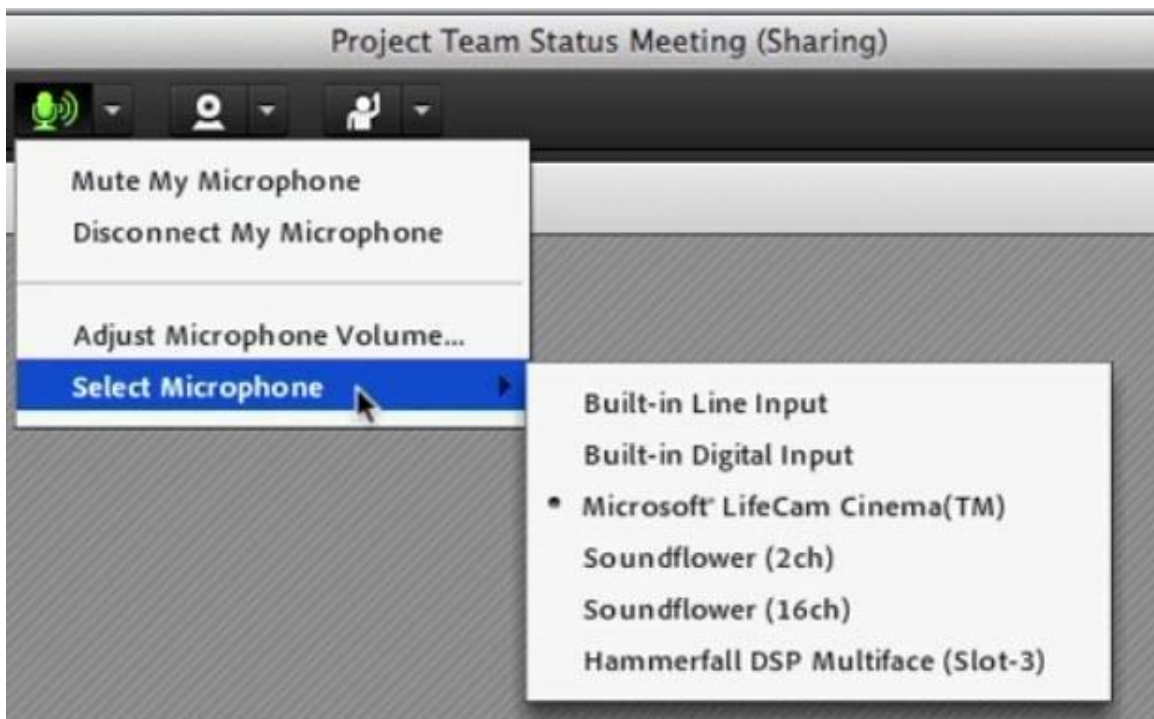 Project Team Status Meeting (Sharing)
Mute My Microphone
Disconnect My Microphone
Adjust Microphone Volume...
Select Microphone
Built-in Line Input
Built-in Digital Input
Microsoft® LifeCam Cinema(TM)
Soundflower (2ch)
Soundflower (16ch)
Hammerfall DSP Multiface (Slot-3)